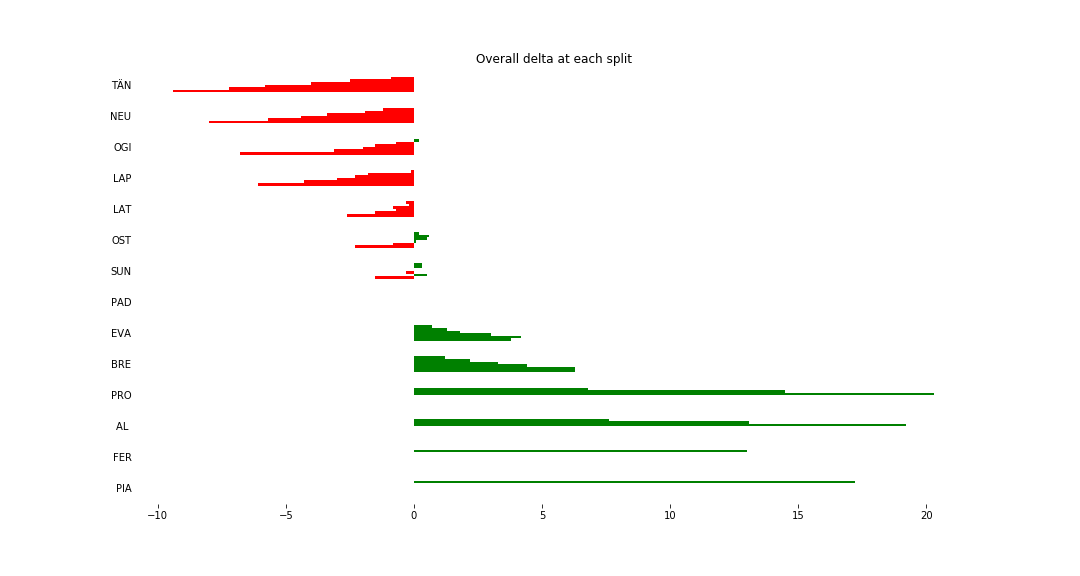 Overall delta at each split
TÄN
NEU
OGI
LAP
LAT
OST
SUN
PAD
EVA
BRE
PRO
AL
FER
PIA
−10 −5 0 5 10 15 20